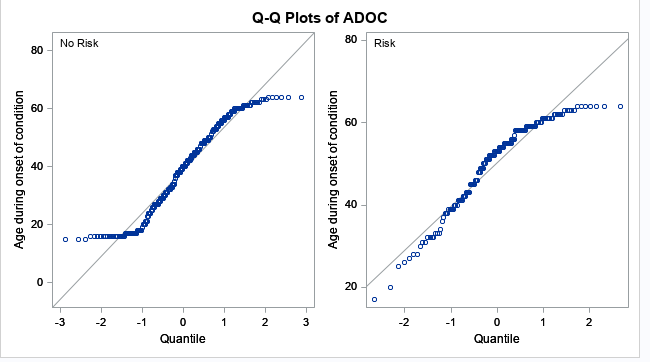 Q-Q Plots of ADOC
No Risk
Age during onset of condition
80
60
40
20
0
-3 -2 -1 0 1 2 3
Quantile
Risk
Age during onset of condition
80
60
40
20
-2 -1 0 1 2
Quantile